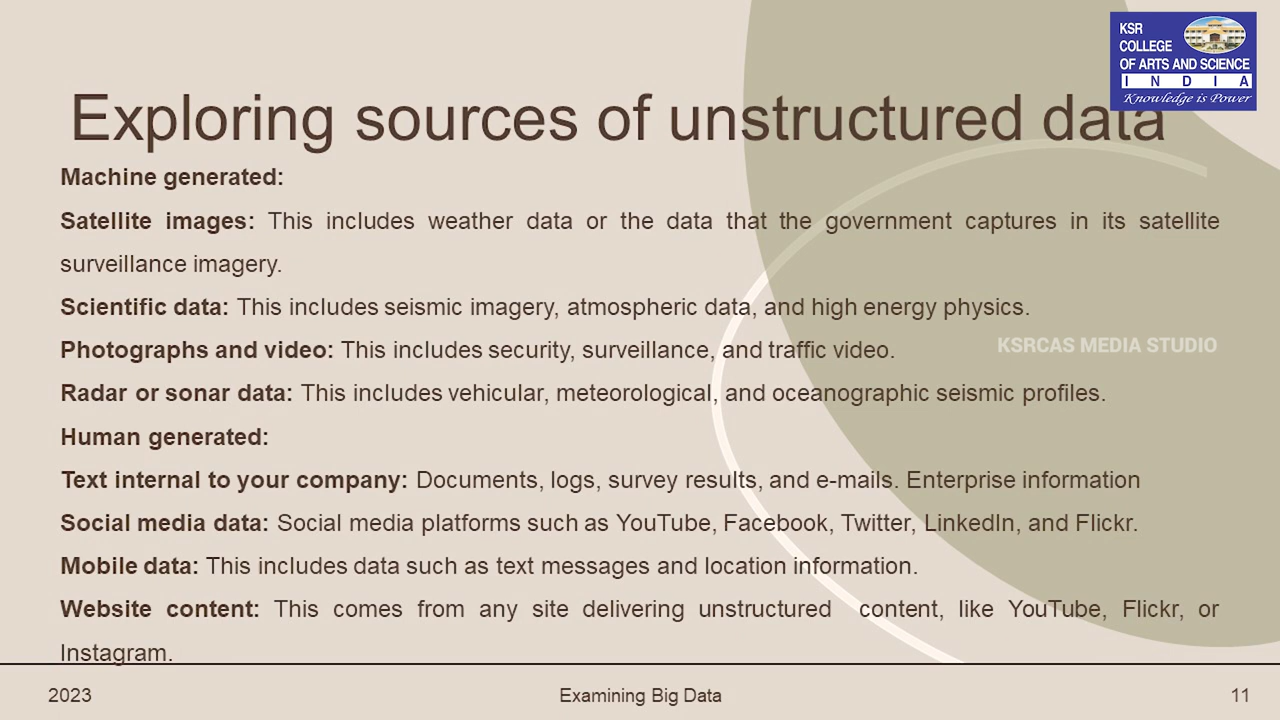 KSR
COLLEGE
OF ARTS AND SCIENCE
INDIA
Knowledge is Power
Exploring sources of unstructured data
Machine generated:
Satellite images: This includes weather data or the data that the government captures in its satellite
surveillance imagery.
Scientific data: This includes seismic imagery, atmospheric data, and high energy physics.
Photographs and video: This includes security, surveillance, and traffic video.
KSRCAS MEDIA STUDIO
Radar or sonar data: This includes vehicular, meteorological, and oceanographic seismic profiles.
Human generated:
Text internal to your company: Documents, logs, survey results, and e-mails. Enterprise information
Social media data: Social media platforms such as YouTube, Facebook, Twitter, LinkedIn, and Flickr.
Mobile data: This includes data such as text messages and location information.
Website content: This comes from any site delivering unstructured content, like YouTube, Flickr, or
Instagram.
2023
Examining Big Data
11